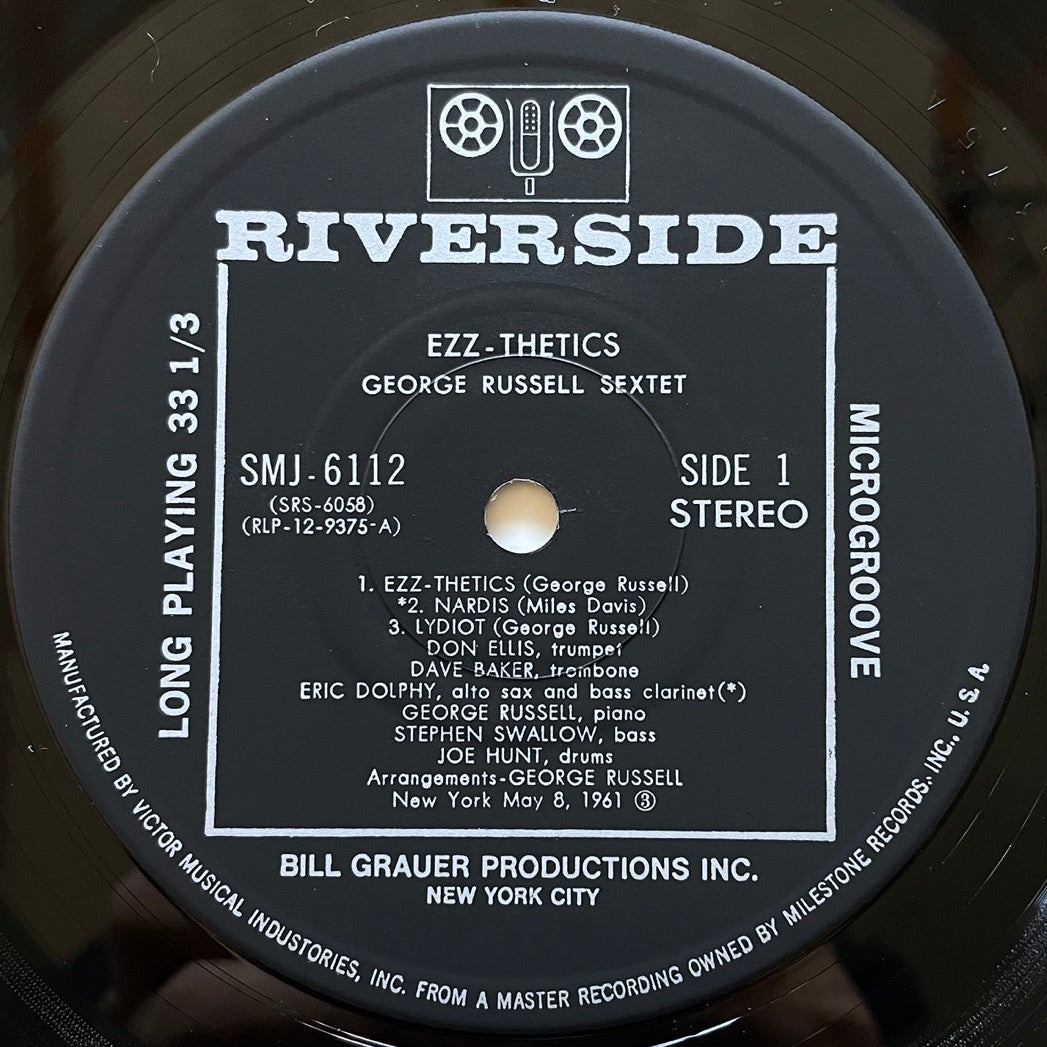 RIVERSIDE
EZZ-THETICS
GEORGE RUSSELL SEXTET
LONG PLAYING 33 1/3
SMJ-6112
(SRS-6058)
(RLP-12-9375-A)
SIDE 1
STEREO
MICROGROOVE
1. EZZ-THETICS (George Russell)
*2. NARDIS (Miles Davis)
3. LYDIOT (George Russell)
DON ELLIS, trumpet
DAVE BAKER, trombone
ERIC DOLPHY, alto sax and bass clarinet(*)
GEORGE RUSSELL, piano
STEPHEN SWALLOW, bass
JOE HUNT, drums
Arrangements-GEORGE RUSSELL
New York May 8, 1961 ③
BILL GRAUER PRODUCTIONS INC.
NEW YORK CITY
MANUFACTURED BY VICTOR MUSICAL INDUSTORIES, INC. FROM A MASTER RECORDING OWNED BY MILESTONE RECORDS. INC., U. S. A.